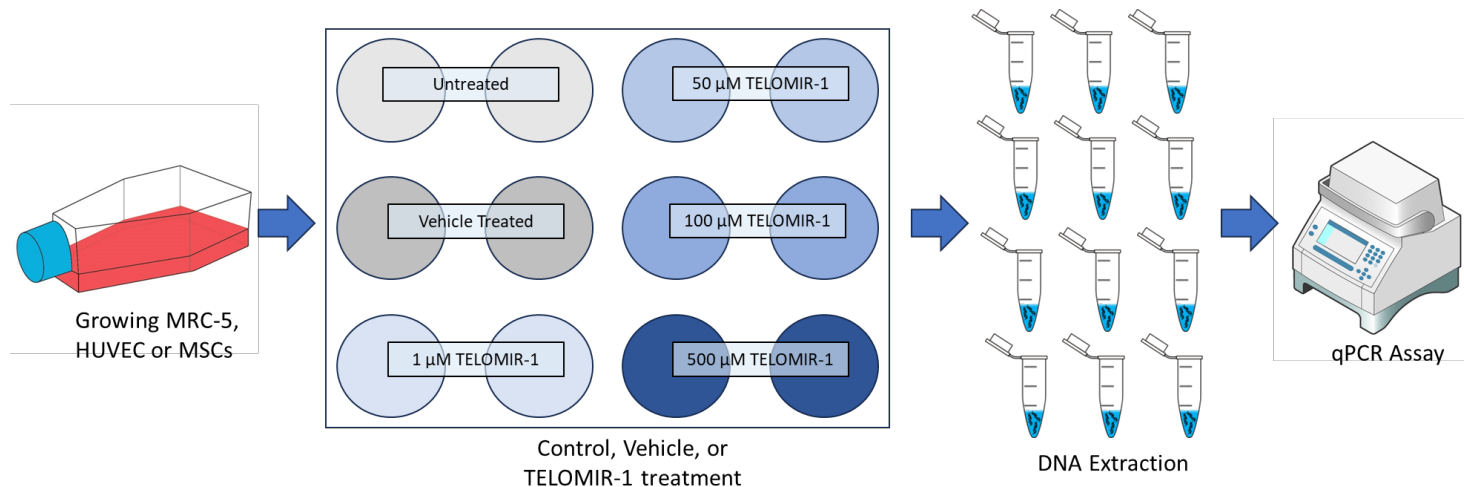 Growing MRC-5,
HUVEC or MSCs
Untreated
50 µM TELOMIR-1
Vehicle Treated
100 µM TELOMIR-1
1 µM TELOMIR-1
500 µM TELOMIR-1
Control, Vehicle, or
TELOMIR-1 treatment
DNA Extraction
qPCR Assay